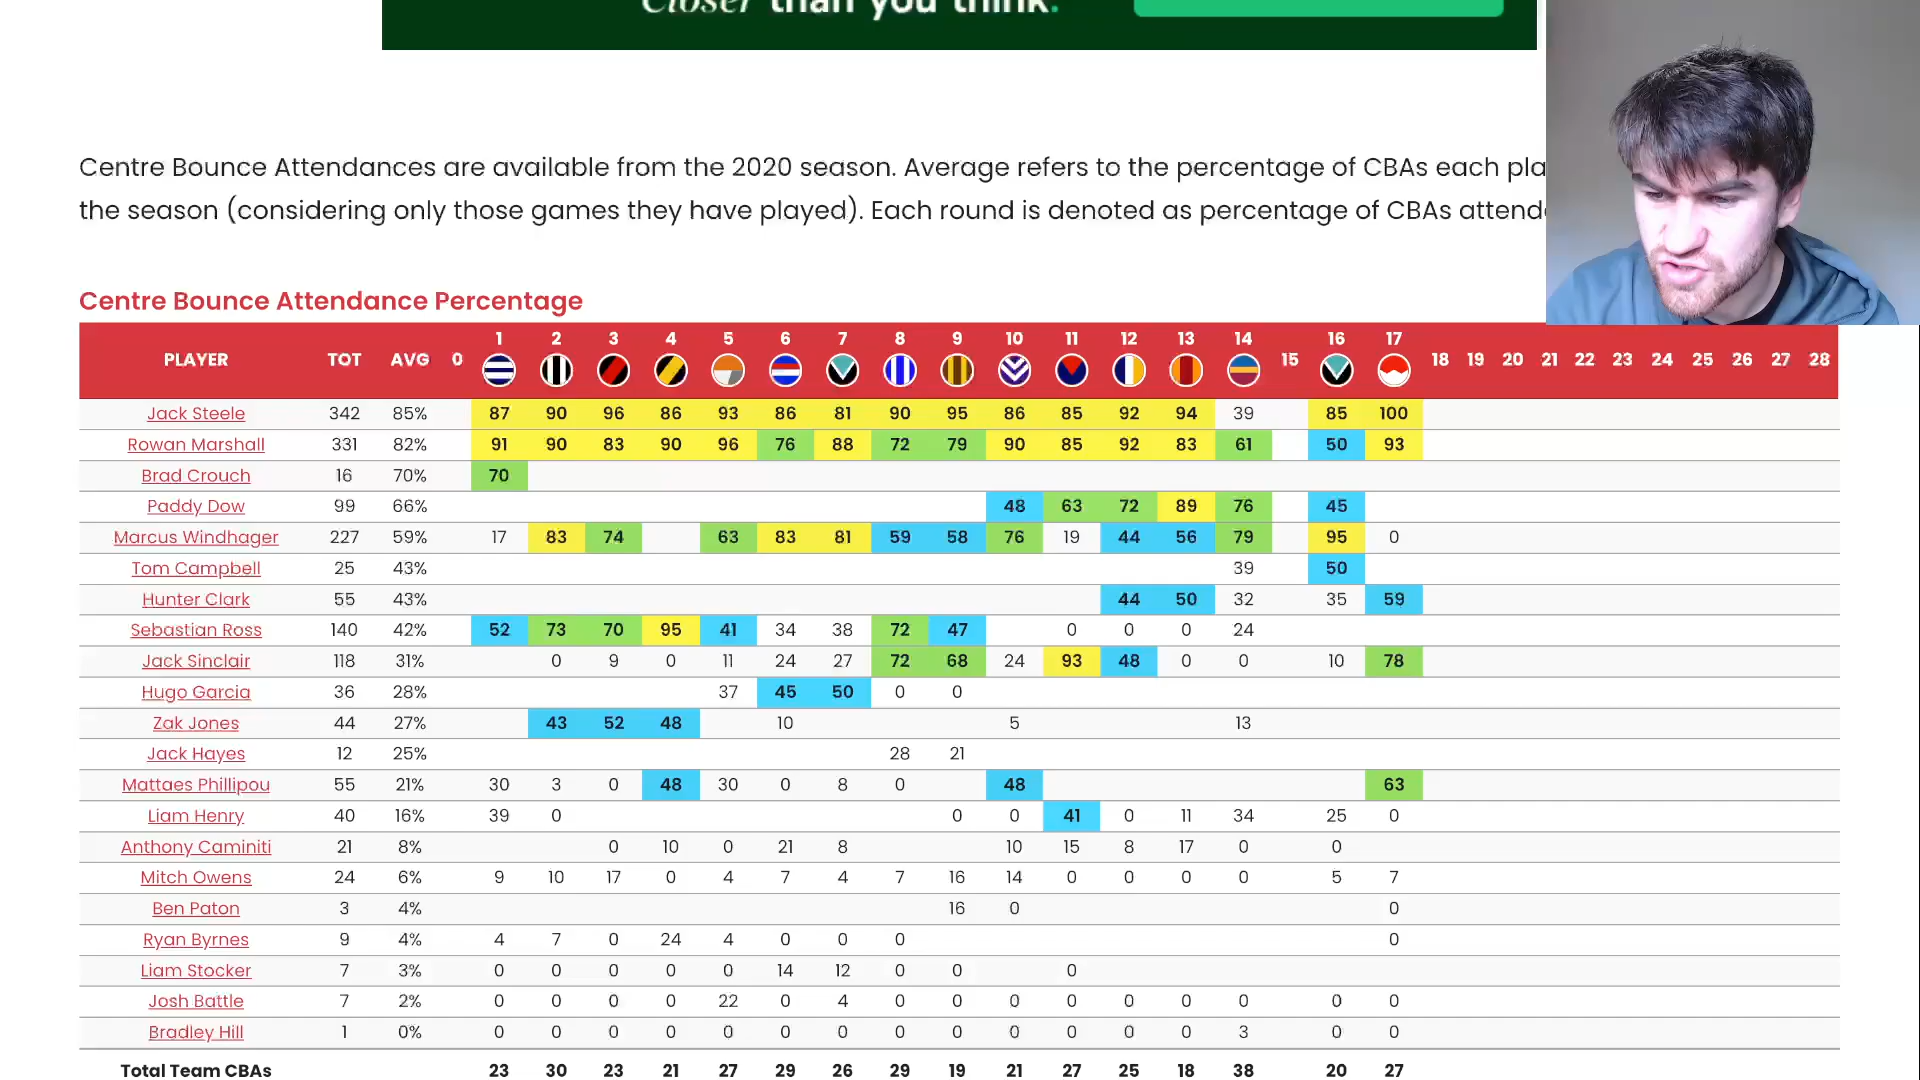 Closer than you think.
Centre Bounce Attendances are available from the 2020 season. Average refers to the percentage of CBAs each pla
the season (considering only those games they have played). Each round is denoted as percentage of CBAs attend
Centre Bounce Attendance Percentage
PLAYER TOT AVG 0 1 2 3 4 5 6 7 8 9 10 11 12 13 14 15 16 17 18 19 20 21 22 23 24 25 26 27 28
Jack Steele 342 85% 87 90 96 86 93 86 81 90 95 86 85 92 94 39 85 100
Rowan Marshall 331 82% 91 90 83 90 96 76 88 72 79 90 85 92 83 61 50 93
Brad Crouch 16 70% 70
Paddy Dow 99 66% 48 63 72 89 76 45
Marcus Windhager 227 59% 17 83 74 63 83 81 59 58 76 19 44 56 79 95 0
Tom Campbell 25 43% 39 50
Hunter Clark 55 43% 44 50 32 35 59
Sebastian Ross 140 42% 52 73 70 95 41 34 38 72 47 0 0 0 24
Jack Sinclair 118 31% 0 9 0 11 24 27 72 68 24 93 48 0 0 10 78
Hugo Garcia 36 28% 37 45 50 0 0
Zak Jones 44 27% 43 52 48 10 5 13
Jack Hayes 12 25% 28 21
Mattaes Phillipou 55 21% 30 3 0 48 30 0 8 0 48 63
Liam Henry 40 16% 39 0 0 0 41 0 11 34 25 0
Anthony Caminiti 21 8% 0 10 0 21 8 10 15 8 17 0 0
Mitch Owens 24 6% 9 10 17 0 4 7 4 7 16 14 0 0 0 0 5 7
Ben Paton 3 4% 16 0 0
Ryan Byrnes 9 4% 4 7 0 24 4 0 0 0 0
Liam Stocker 7 3% 0 0 0 0 0 14 12 0 0 0
Josh Battle 7 2% 0 0 0 0 22 0 4 0 0 0 0 0 0 0 0 0
Bradley Hill 1 0% 0 0 0 0 0 0 0 0 0 0 0 0 0 3 0 0
Total Team CBAs 23 30 23 21 27 29 26 29 19 21 27 25 18 38 20 27